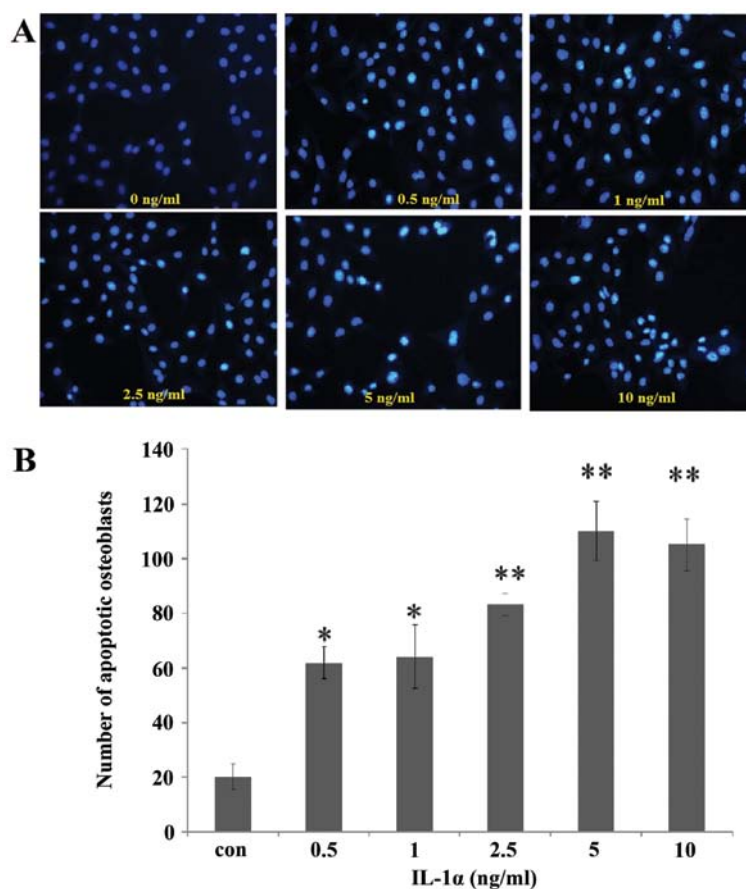 A
0 ng/ml
0.5 ng/ml
1 ng/ml
2.5 ng/ml
5 ng/ml
10 ng/ml
B
Number of apoptotic osteoblasts
140
120
100
80
60
40
20
0
*
*
**
**
**
con
0.5
1
2.5
5
10
IL-1α (ng/ml)